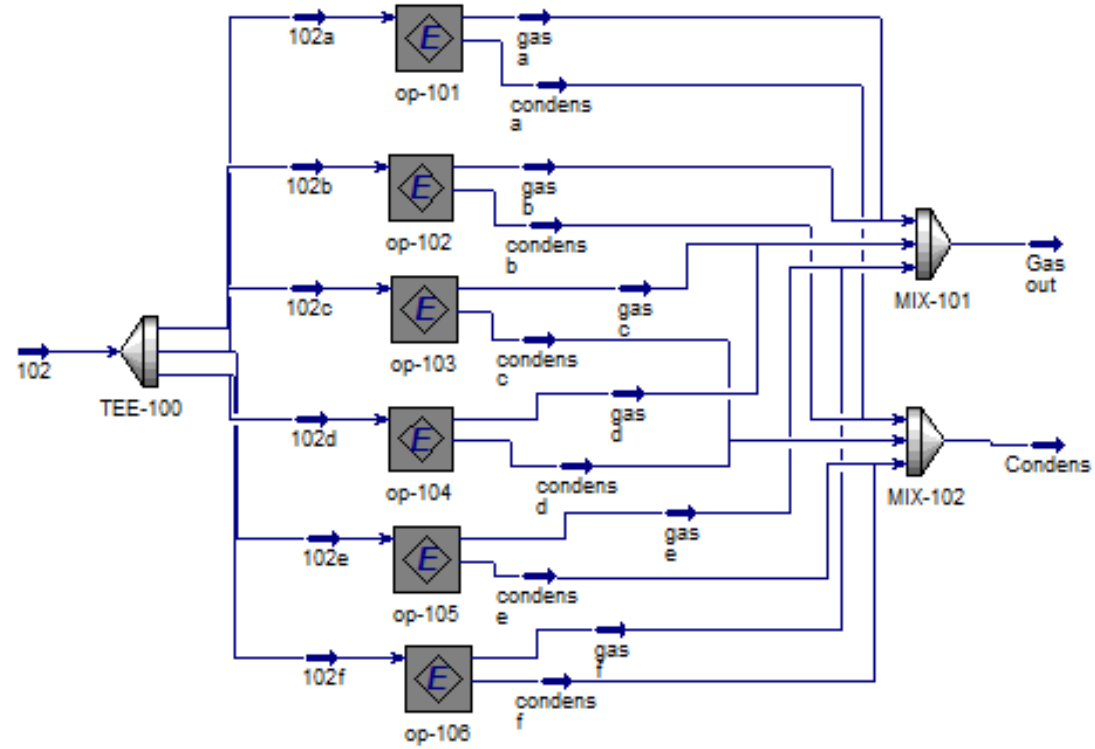 102a
E
op-101
gas
a
condens
a
102b
E
op-102
gas
b
condens
b
102c
E
op-103
gas
c
condens
c
102
TEE-100
102d
E
op-104
gas
d
condens
d
102e
E
op-105
gas
e
condens
e
102f
E
op-106
gas
f
condens
f
MIX-101
Gas
out
MIX-102
Condens